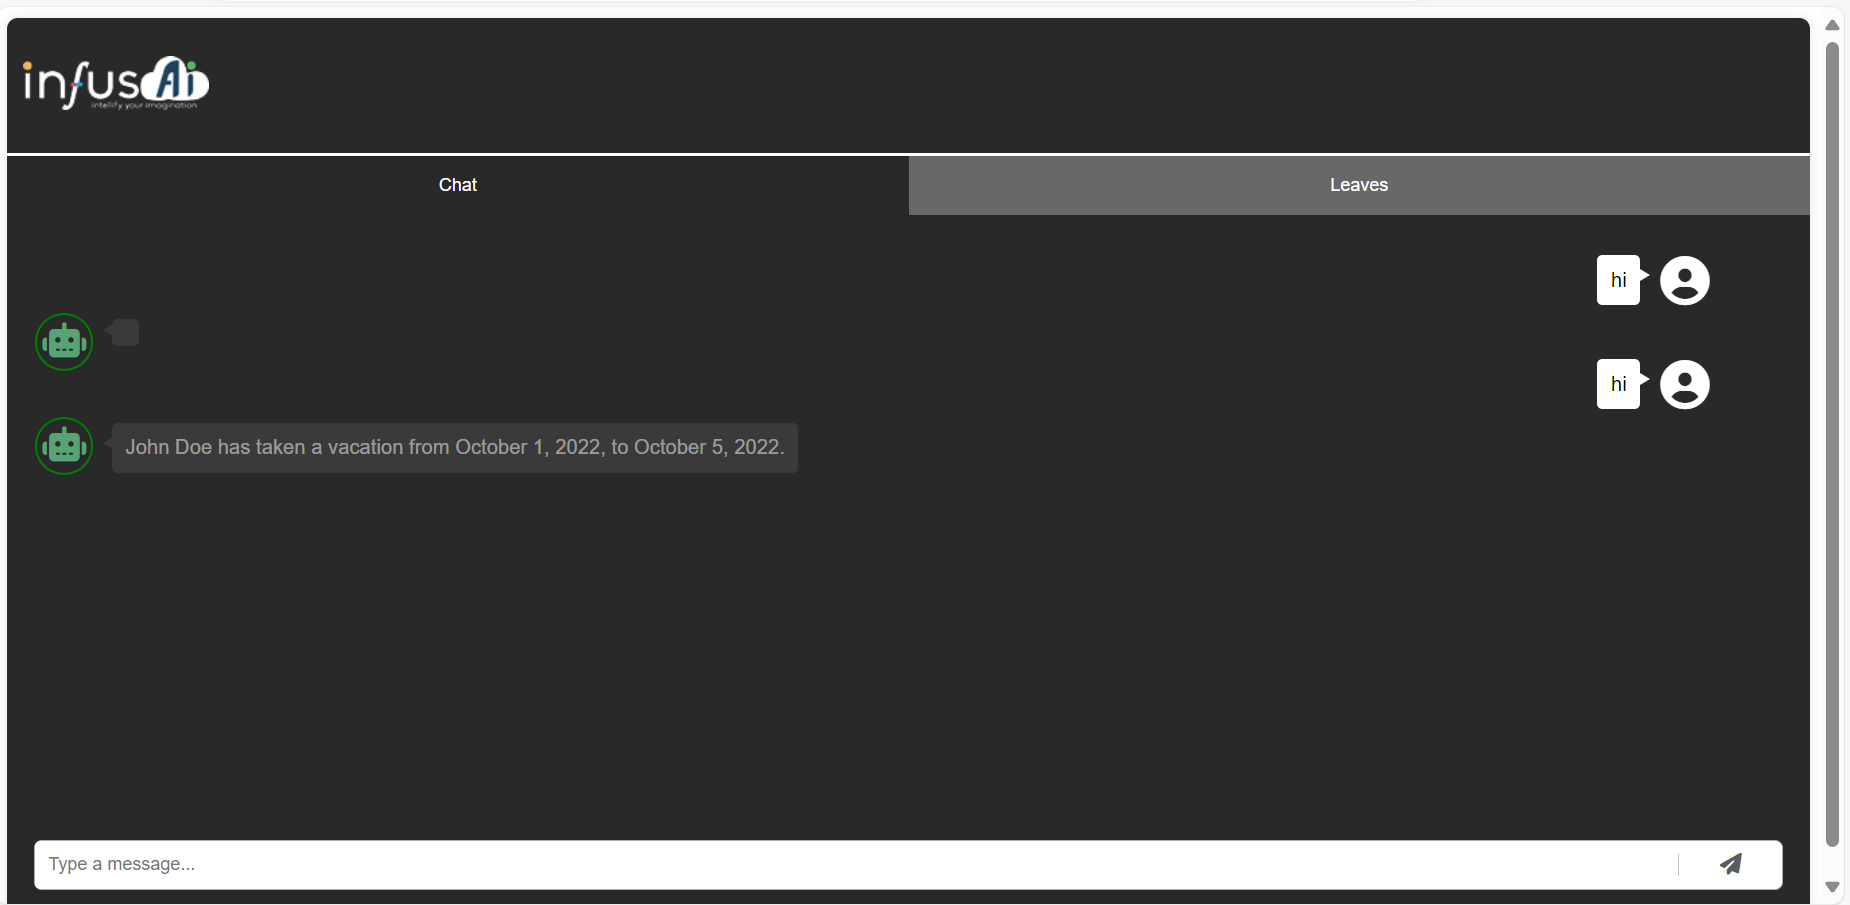 infusAi
intellify your imagination
Chat
Leaves
hi
hi
John Doe has taken a vacation from October 1, 2022, to October 5, 2022.
Type a message...